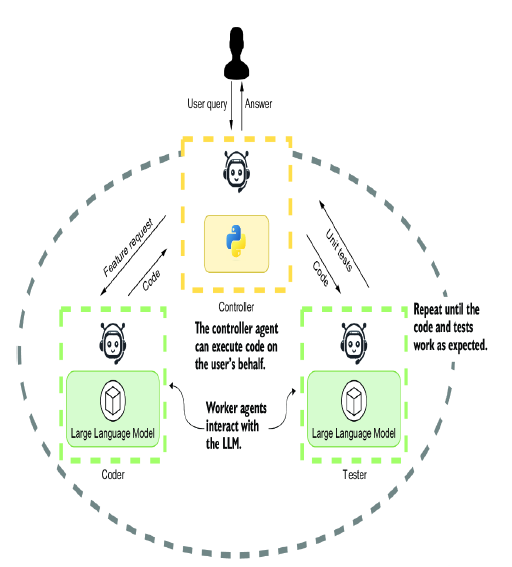 User query
Answer
Feature request
Code
Unit tests
Code
Controller
The controller agent
can execute code on
the user's behalf.
Repeat until the
code and tests
work as expected.
Worker agents
interact with
the LLM.
Large Language Model
Large Language Model
Coder
Tester